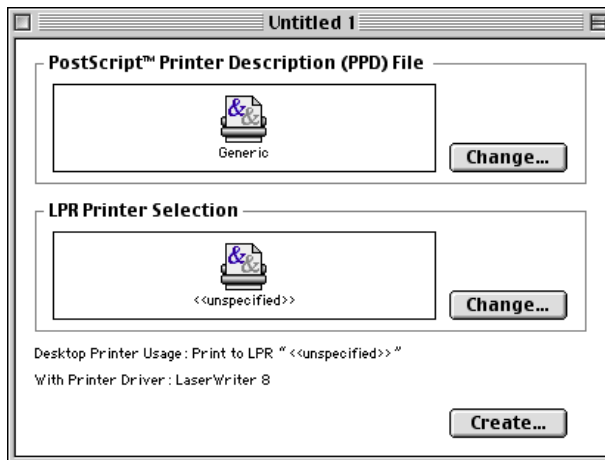 Untitled 1
PostScript™ Printer Description (PPD) File
Generic
Change...
LPR Printer Selection
<<unspecified>>
Change...
Desktop Printer Usage : Print to LPR “ <<unspecified>> ”
With Printer Driver : LaserWriter 8
Create...